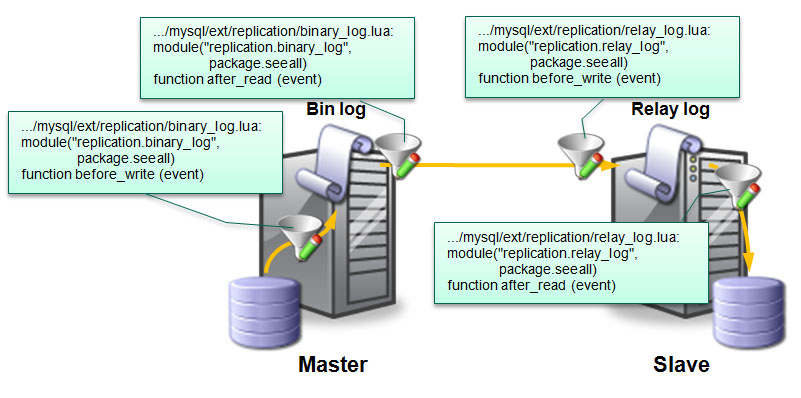 .../mysql/ext/replication/binary_log.lua:
module("replication.binary_log",
package.seeall)
function after_read (event)
.../mysql/ext/replication/relay_log.lua:
module("replication.relay_log",
package.seeall)
function before_write (event)
Bin log
Relay log
.../mysql/ext/replication/binary_log.lua:
module("replication.binary_log",
package.seeall)
function before_write (event)
.../mysql/ext/replication/relay_log.lua:
module("replication.relay_log",
package.seeall)
function after_read (event)
Master
Slave